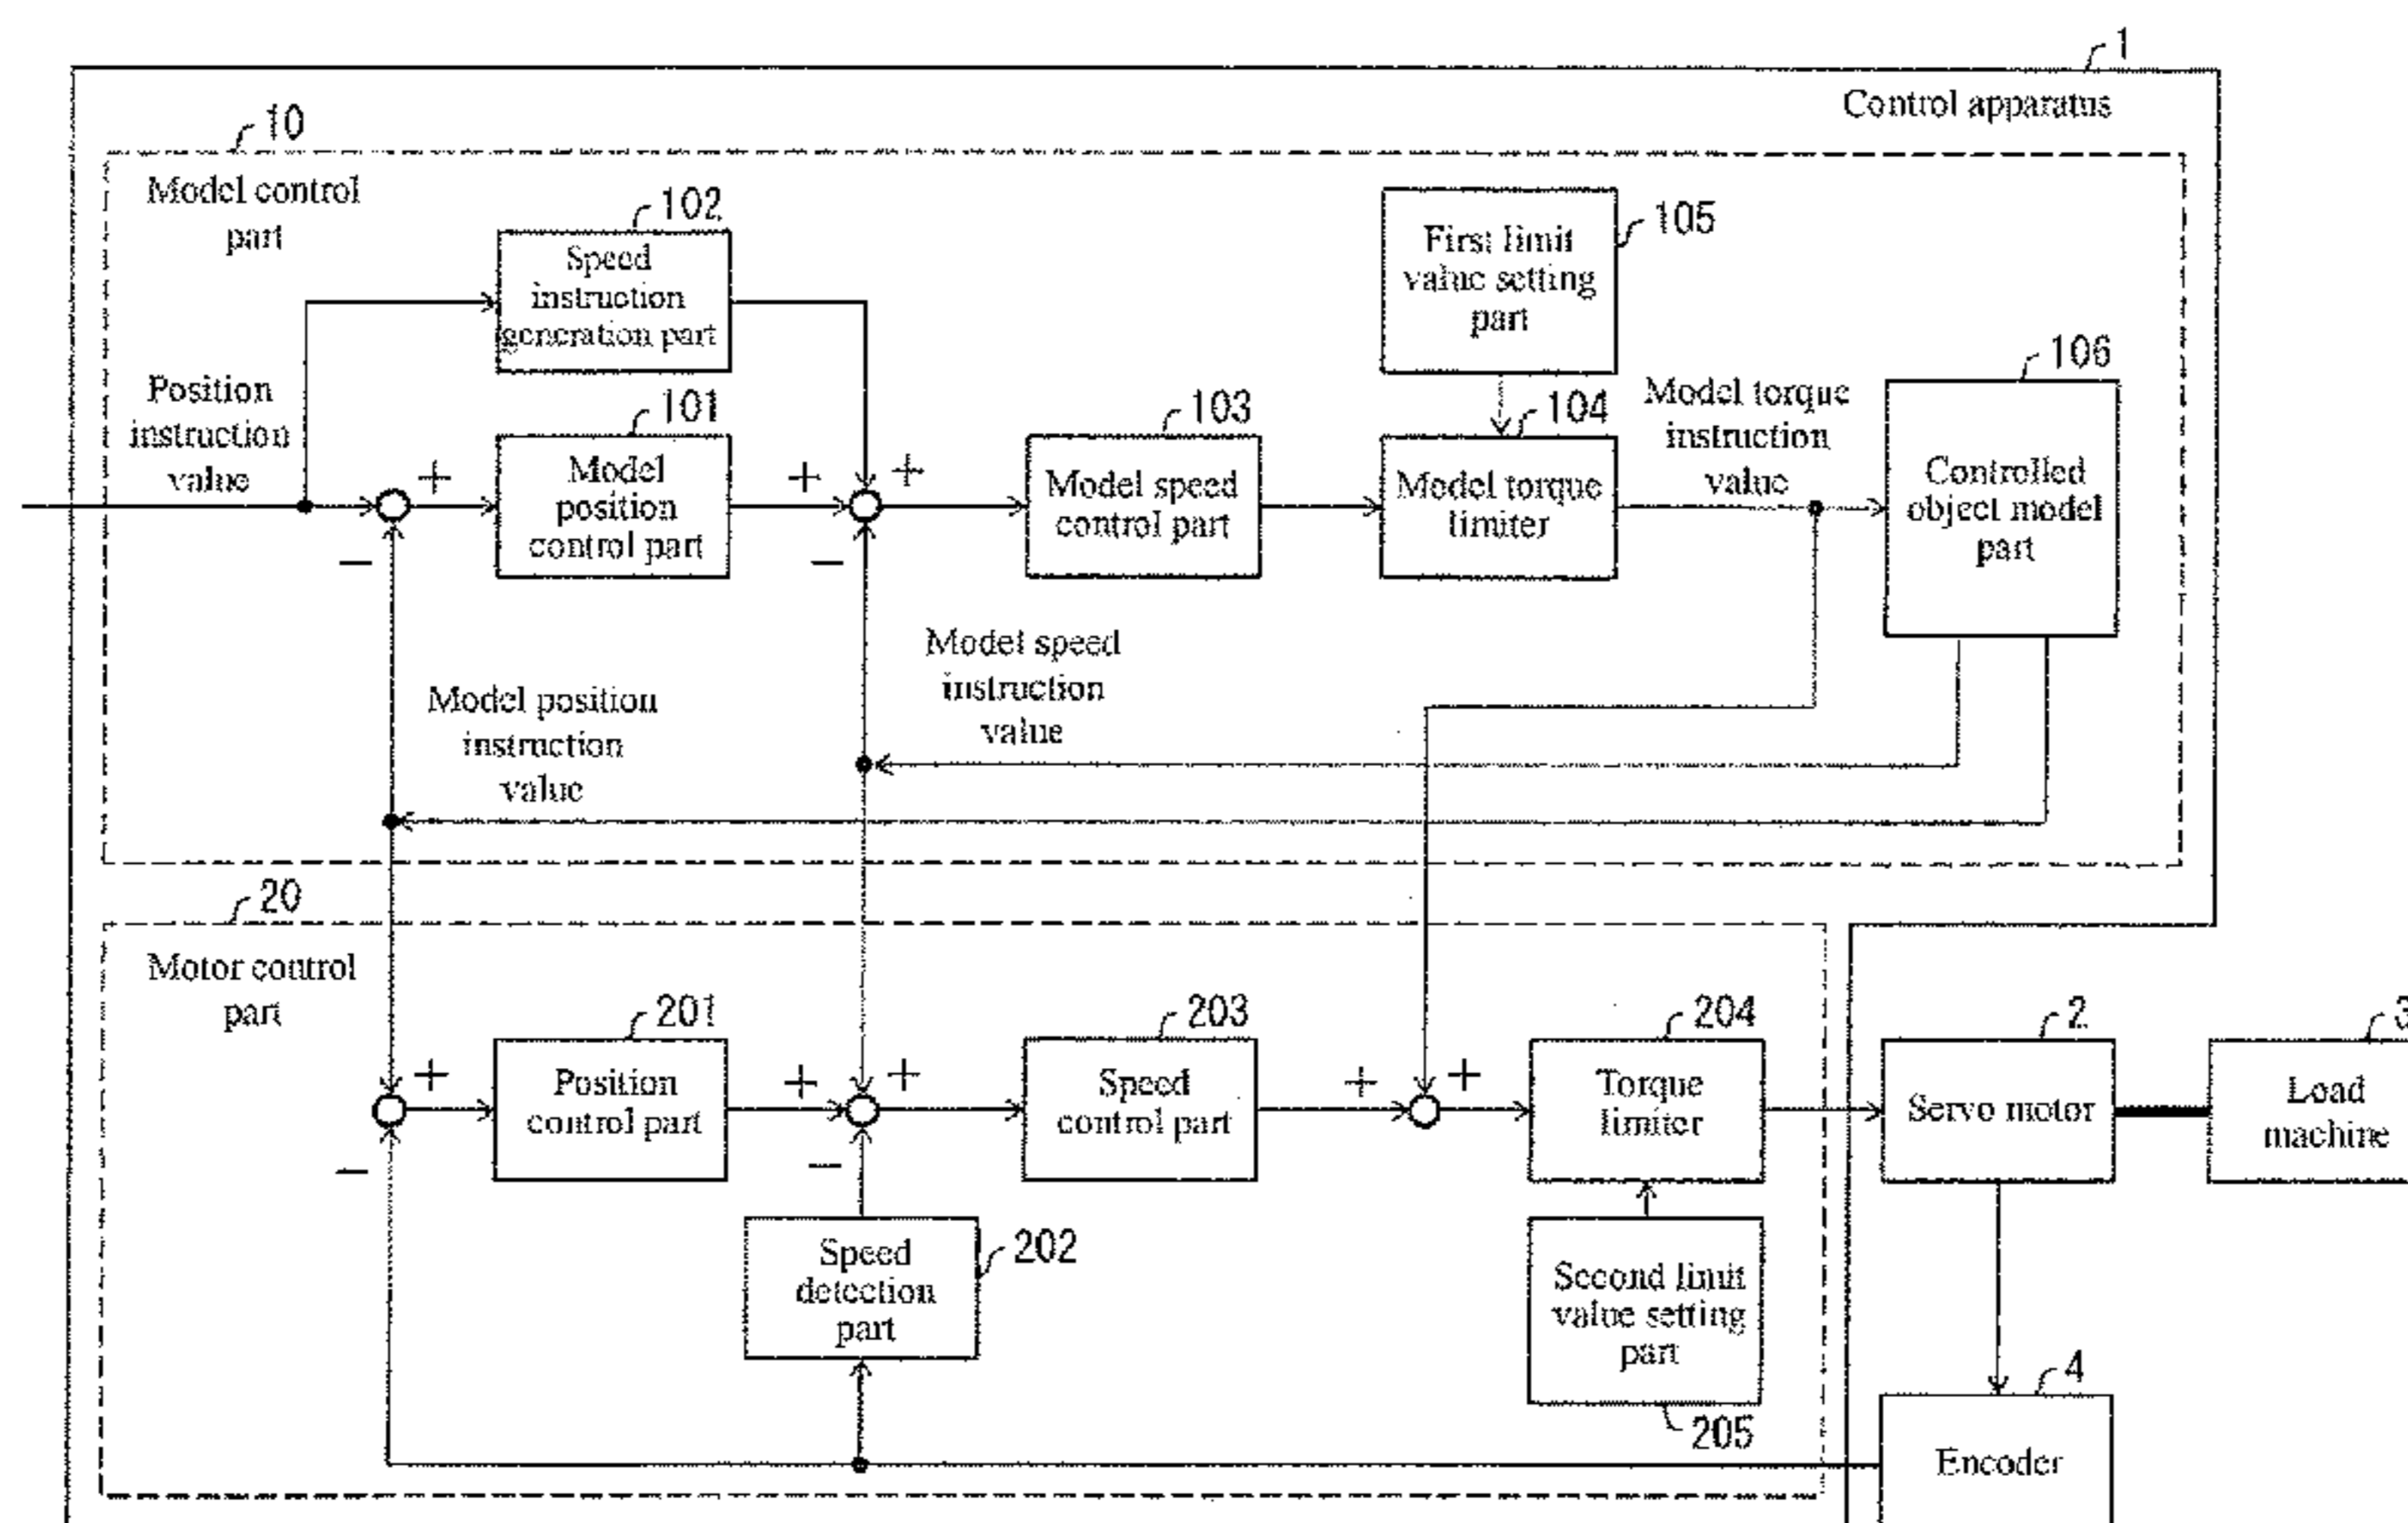 1
Control apparatus
10
Model control
part
102
Speed
instruction
generation part
First limit
value setting
part
105
106
Position
instruction
value
+
101
Model
position
control part
−
+
+
−
103
Model speed
control part
104
Model torque
limiter
Model torque
instruction
value
Controlled
object model
part
Model speed
instruction
value
Model position
instruction
value
20
Motor control
part
+
−
201
Position
control part
+
+
−
203
Speed
control part
+
+
204
Torque
limiter
2
Servo motor
3
Load
machine
Speed
detection
part
202
Second limit
value setting
part
205
4
Encoder